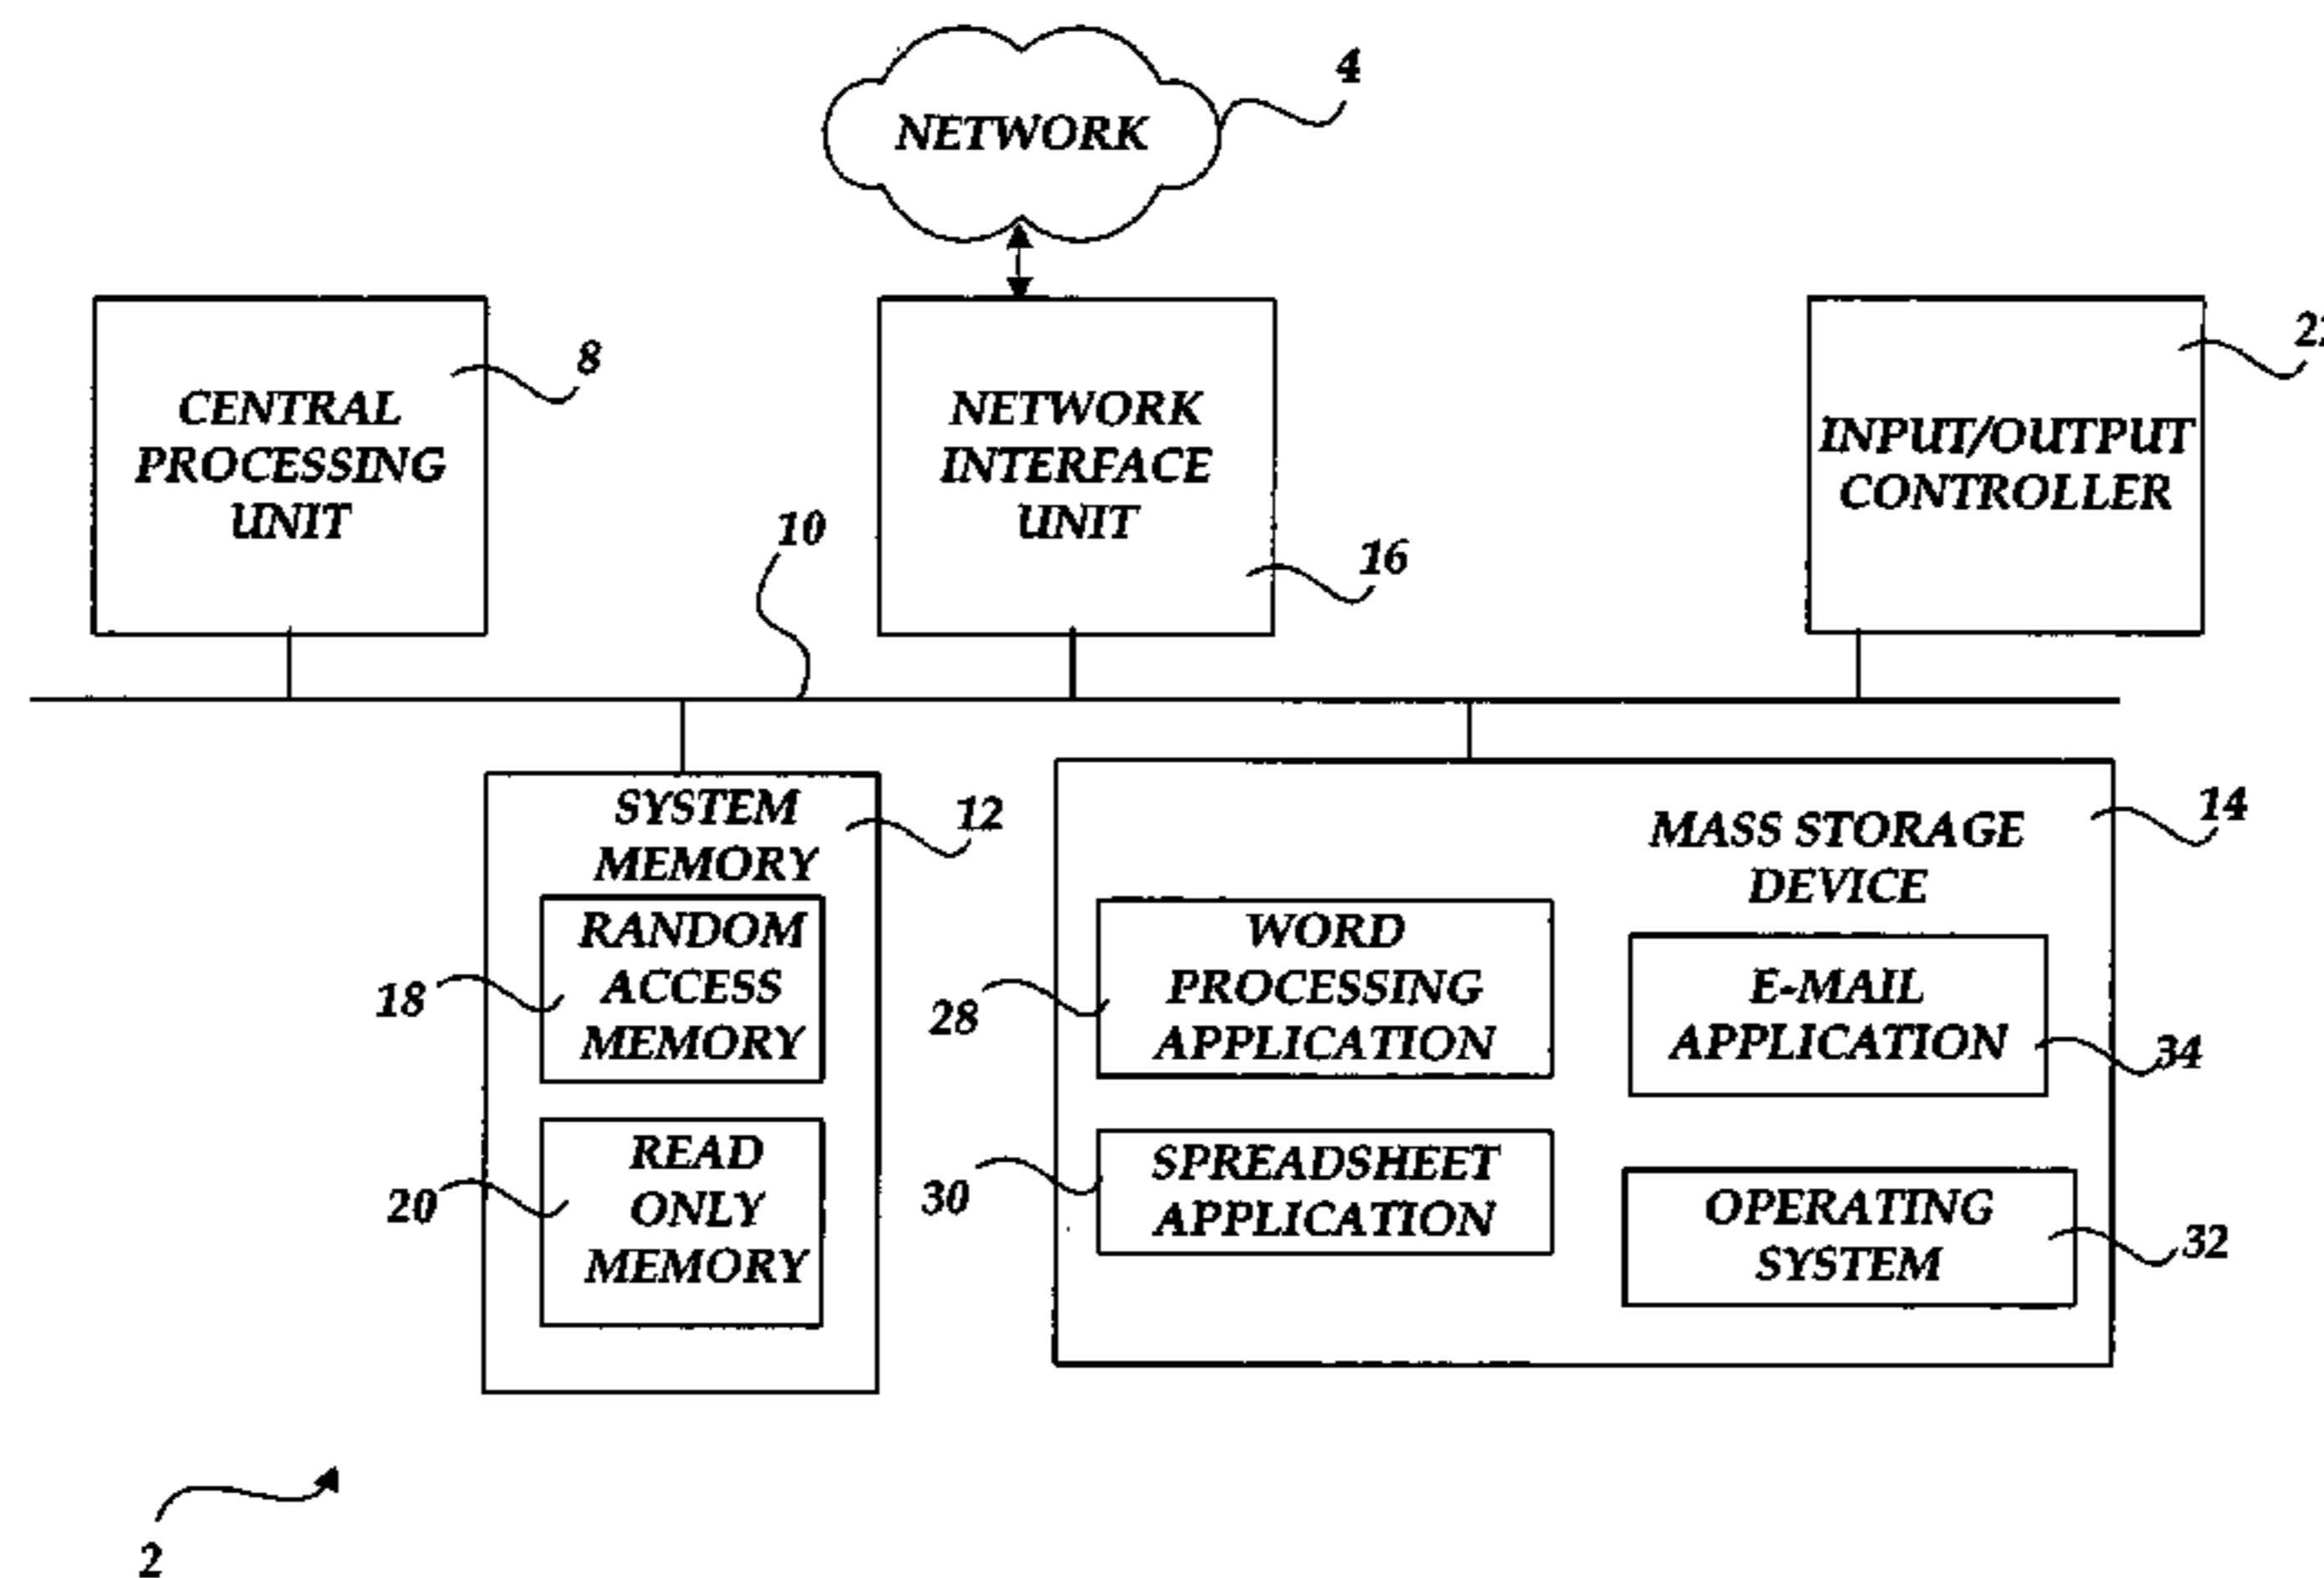 4
NETWORK
8
CENTRAL
PROCESSING
UNIT
NETWORK
INTERFACE
UNIT
16
INPUT/OUTPUT
CONTROLLER
10
SYSTEM
MEMORY
12
RANDOM
ACCESS
MEMORY
18
READ
ONLY
MEMORY
20
MASS STORAGE
DEVICE
14
WORD
PROCESSING
APPLICATION
28
E-MAIL
APPLICATION
34
SPREADSHEET
APPLICATION
30
OPERATING
SYSTEM
32
2